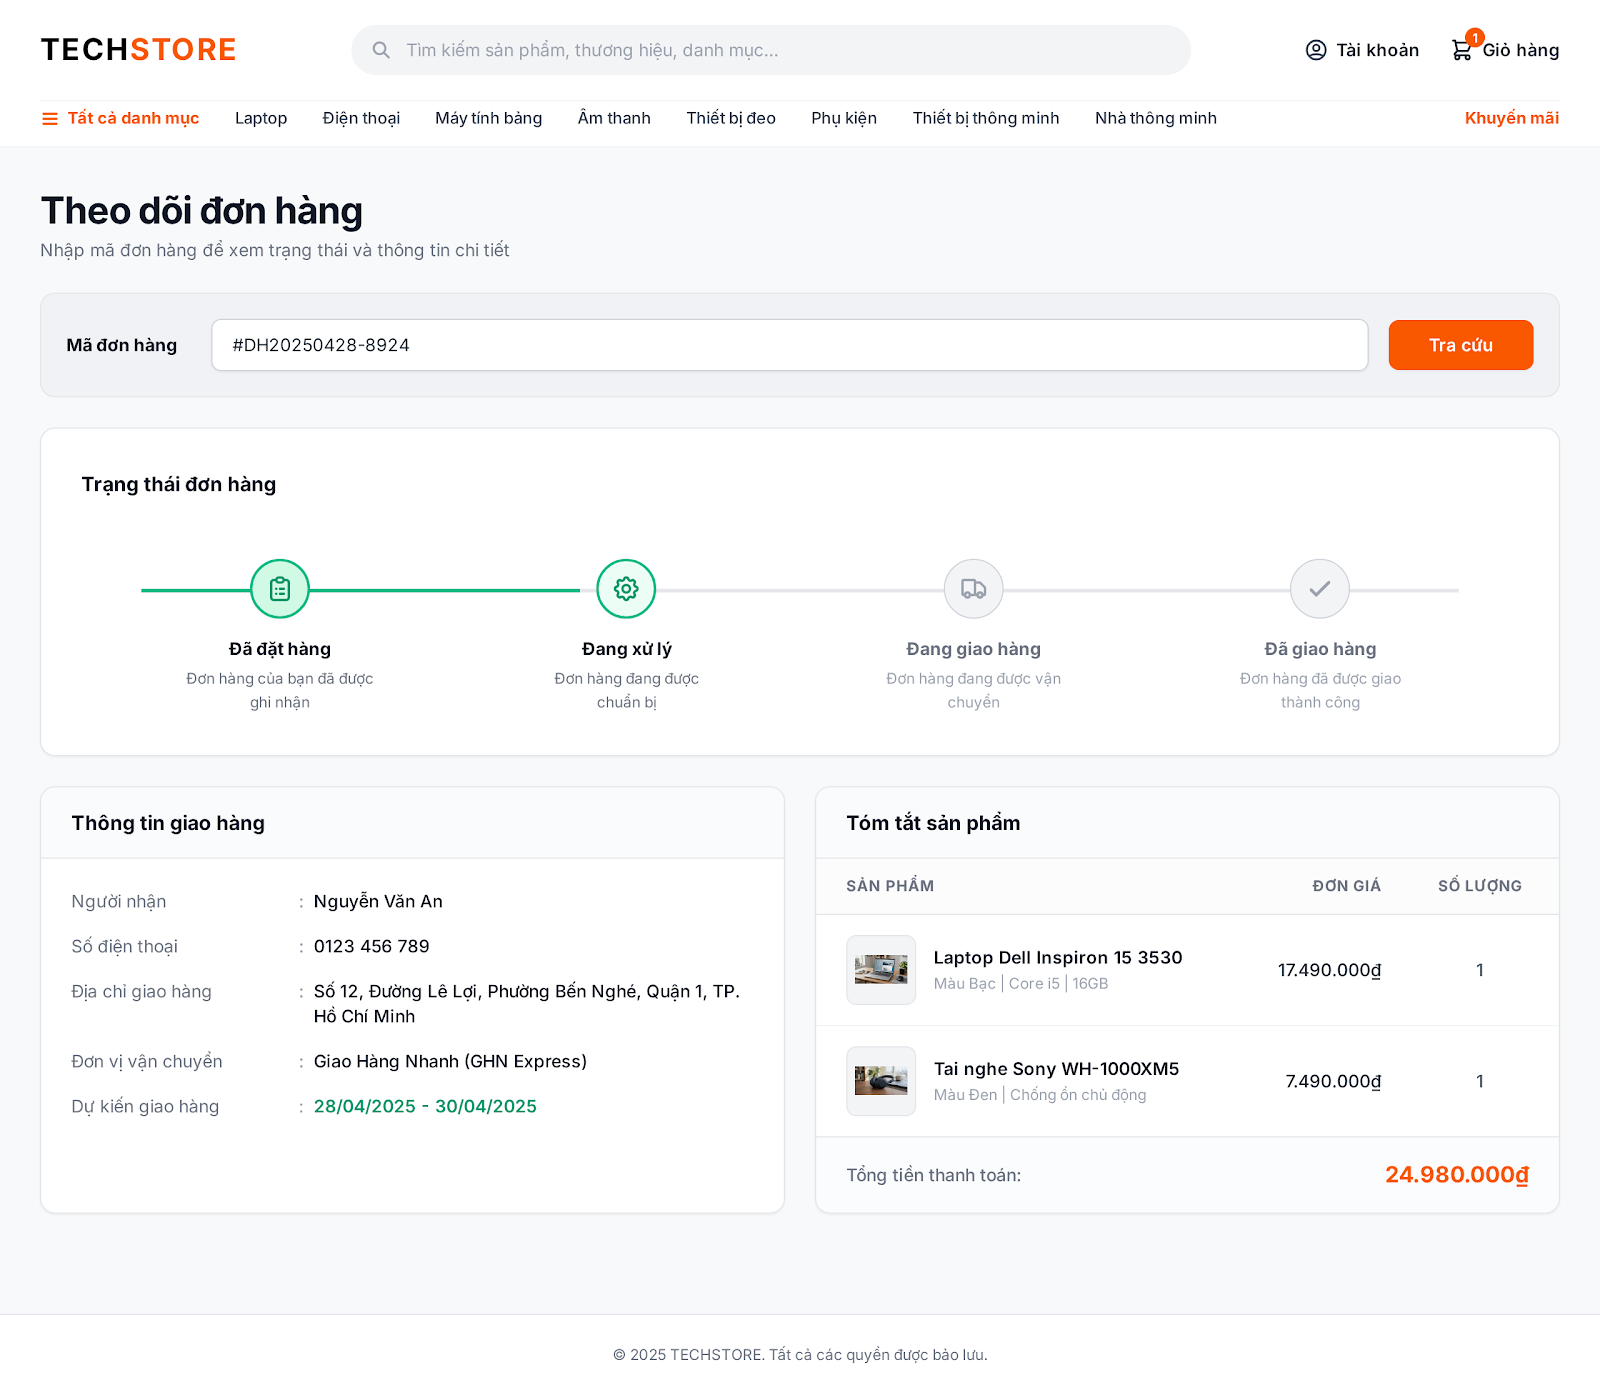 TECHSTORE
Tìm kiếm sản phẩm, thương hiệu, danh mục...
Tài khoản
1
Giỏ hàng
Tất cả danh mục
Laptop
Điện thoại
Máy tính bảng
Âm thanh
Thiết bị đeo
Phụ kiện
Thiết bị thông minh
Nhà thông minh
Khuyến mãi
Theo dõi đơn hàng
Nhập mã đơn hàng để xem trạng thái và thông tin chi tiết
Mã đơn hàng
#DH20250428-8924
Tra cứu
Trạng thái đơn hàng
Đã đặt hàng
Đơn hàng của bạn đã được
ghi nhận
Đang xử lý
Đơn hàng đang được
chuẩn bị
Đang giao hàng
Đơn hàng đang được vận
chuyển
Đã giao hàng
Đơn hàng đã được giao
thành công
Thông tin giao hàng
Người nhận : Nguyễn Văn An
Số điện thoại : 0123 456 789
Địa chỉ giao hàng : Số 12, Đường Lê Lợi, Phường Bến Nghé, Quận 1, TP.
Hồ Chí Minh
Đơn vị vận chuyển : Giao Hàng Nhanh (GHN Express)
Dự kiến giao hàng : 28/04/2025 - 30/04/2025
Tóm tắt sản phẩm
SẢN PHẨM ĐƠN GIÁ SỐ LƯỢNG
Laptop Dell Inspiron 15 3530
Màu Bạc | Core i5 | 16GB
17.490.000₫ 1
Tai nghe Sony WH-1000XM5
Màu Đen | Chống ồn chủ động
7.490.000₫ 1
Tổng tiền thanh toán: 24.980.000₫
© 2025 TECHSTORE. Tất cả các quyền được bảo lưu.